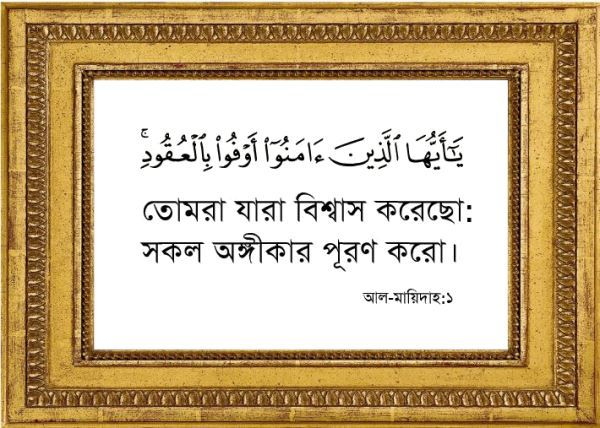 يَـٰٓأَيُّهَا ٱلَّذِينَ ءَامَنُوٓا۟ أَوْفُوا۟ بِٱلْعُقُودِ ۚ
তোমরা যারা বিশ্বাস করেছো:
সকল অঙ্গীকার পূরণ করো।
আল-মায়িদাহ:১